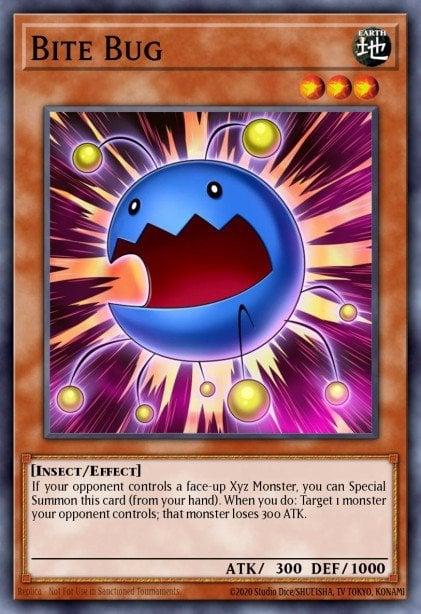 BITE BUG
EARTH
地
[INSECT/EFFECT]
If your opponent controls a face-up Xyz Monster, you can Special
Summon this card (from your hand). When you do: Target 1 monster
your opponent controls; that monster loses 300 ATK.
ATK/ 300 DEF/1000
Replica - Not For Use in Sanctioned Tournaments
©2020 Studio Dice/SHUEISHA, TV TOKYO, KONAMI